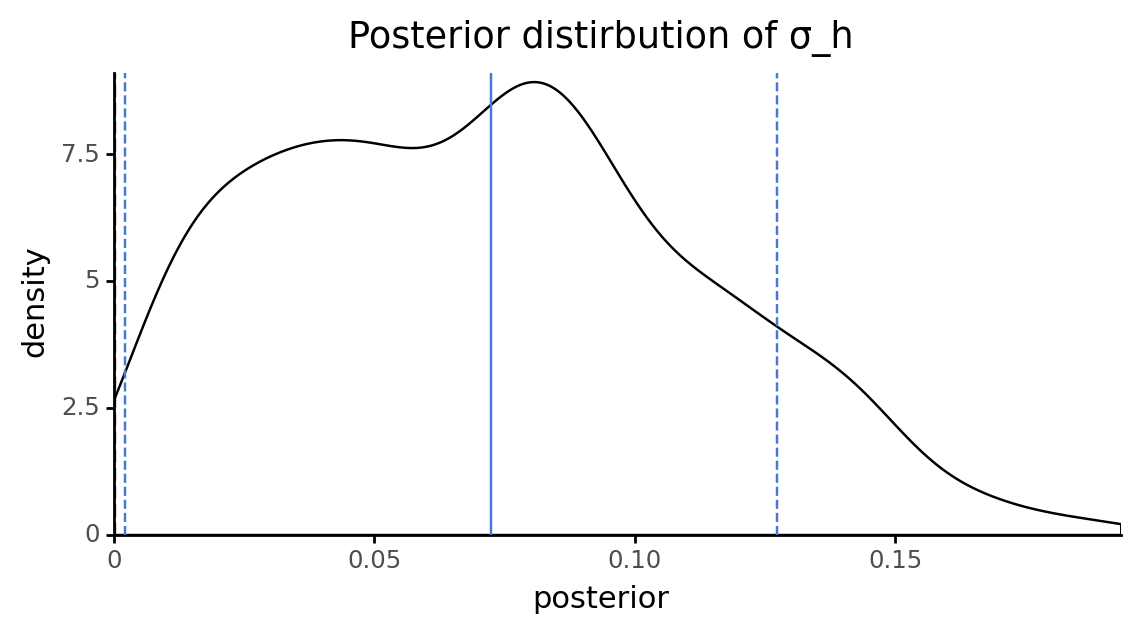 Posterior distirbution of σ_h
density
7.5
5
2.5
0
0
0.05
0.10
0.15
posterior